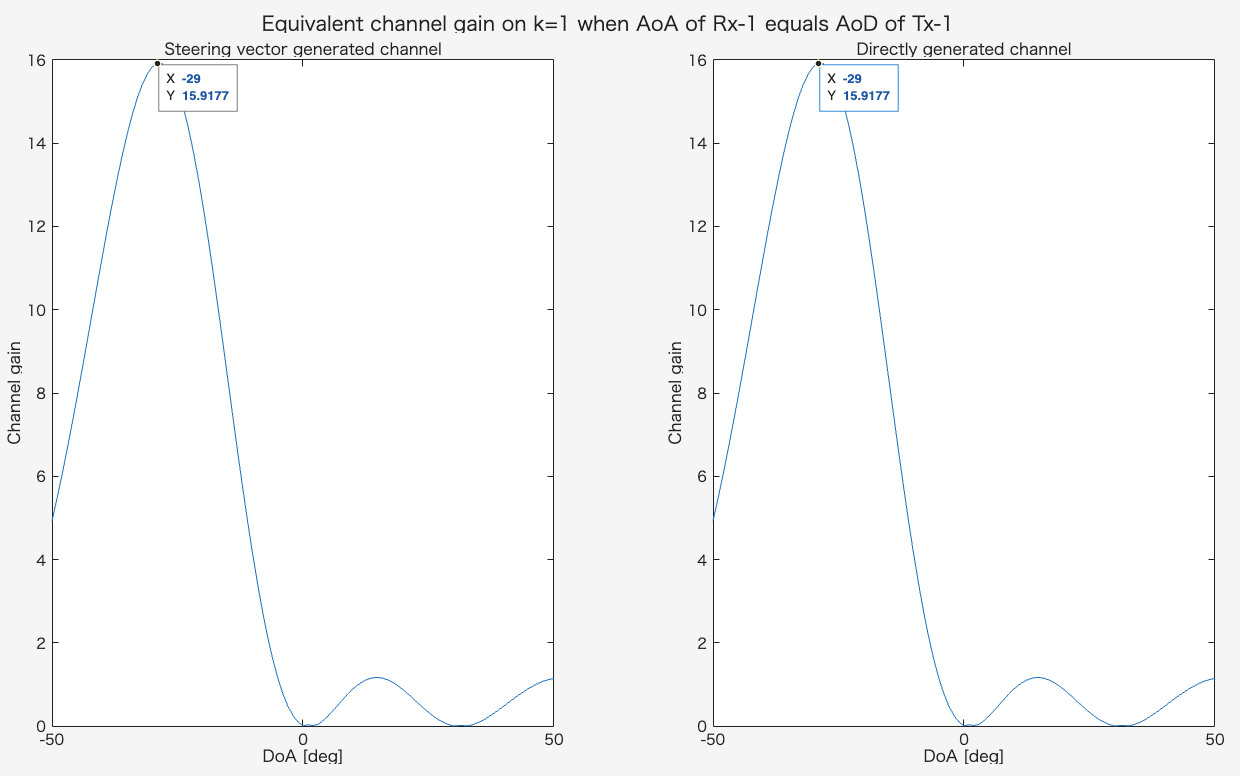 Equivalent channel gain on k=1 when AoA of Rx-1 equals AoD of Tx-1
Steering vector generated channel
16
14
12
10
8
6
4
2
0
-50
0
50
X -29
Y 15.9177
Channel gain
DoA [deg]
Directly generated channel
16
14
12
10
8
6
4
2
0
-50
0
50
X -29
Y 15.9177
Channel gain
DoA [deg]